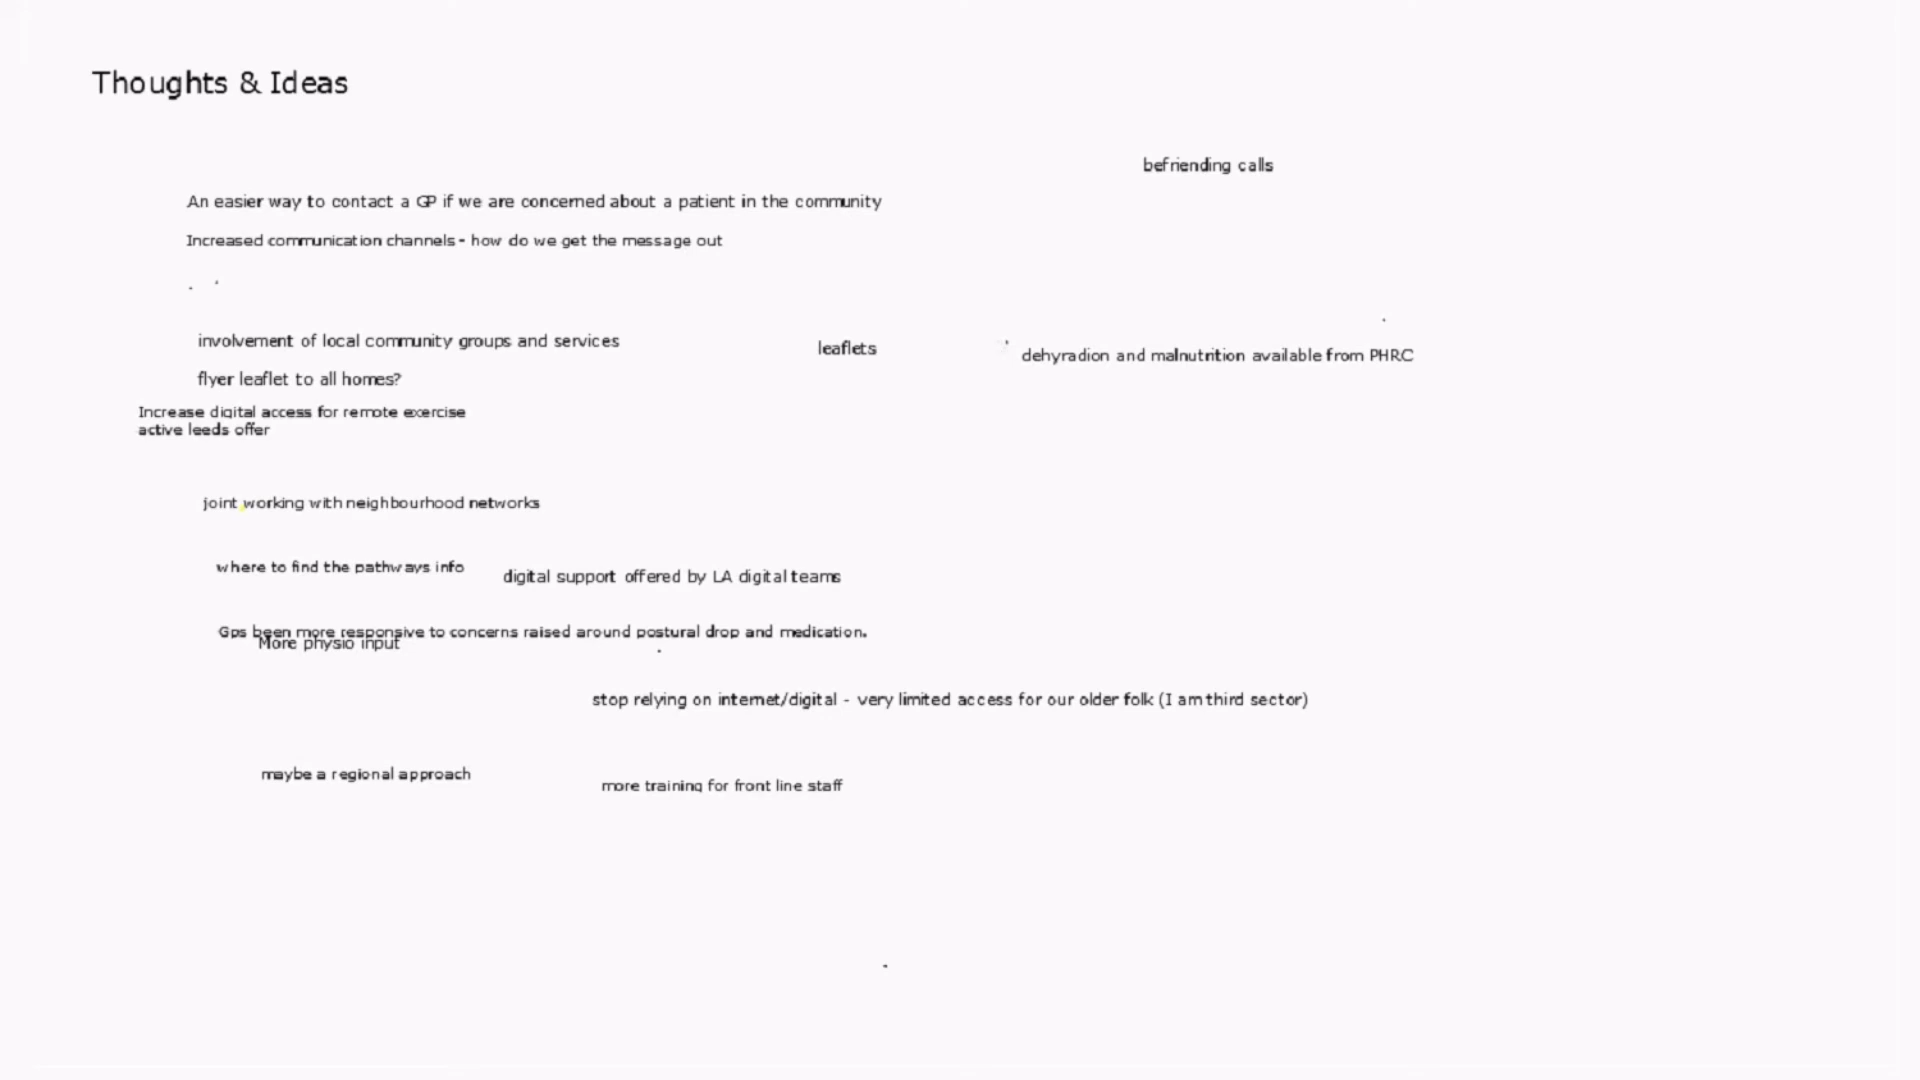 Thoughts & Ideas
befriending calls
An easier way to contact a GP if we are concerned about a patient in the community
Increased communication channels - how do we get the message out
involvement of local community groups and services
leaflets
dehyradion and malnutrition available from PHRC
flyer leaflet to all homes?
Increase digital access for remote exercise
active leeds offer
joint working with neighbourhood networks
where to find the pathways info
digital support offered by LA digital teams
Gps been more responsive to concerns raised around postural drop and medication.
More physio input
stop relying on internet/digital - very limited access for our older folk (I am third sector)
maybe a regional approach
more training for front line staff